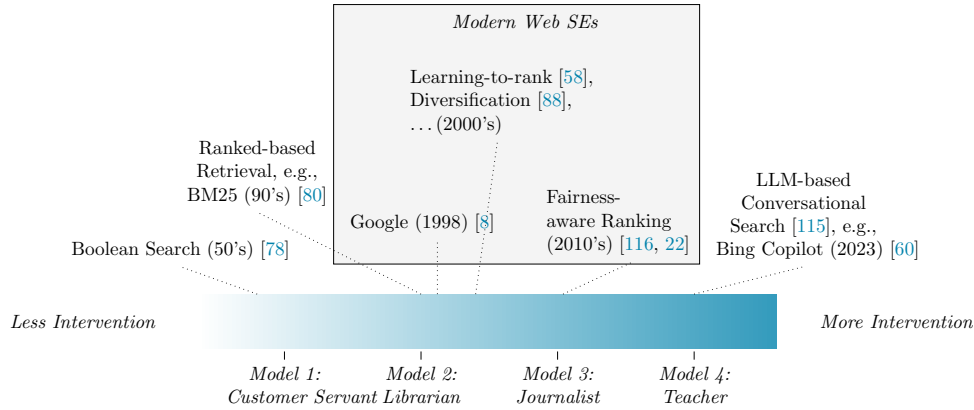 Modern Web SEs
Learning-to-rank [58],
Diversification [88],
... (2000's)
Ranked-based
Retrieval, e.g.,
BM25 (90's) [80]
Google (1998) [8]
Fairness-
aware Ranking
(2010's) [116, 22]
LLM-based
Conversational
Search [115], e.g.,
Bing Copilot (2023) [60]
Boolean Search (50's) [78]
Less Intervention
More Intervention
Model 1:
Customer Servant
Model 2:
Librarian
Model 3:
Journalist
Model 4:
Teacher